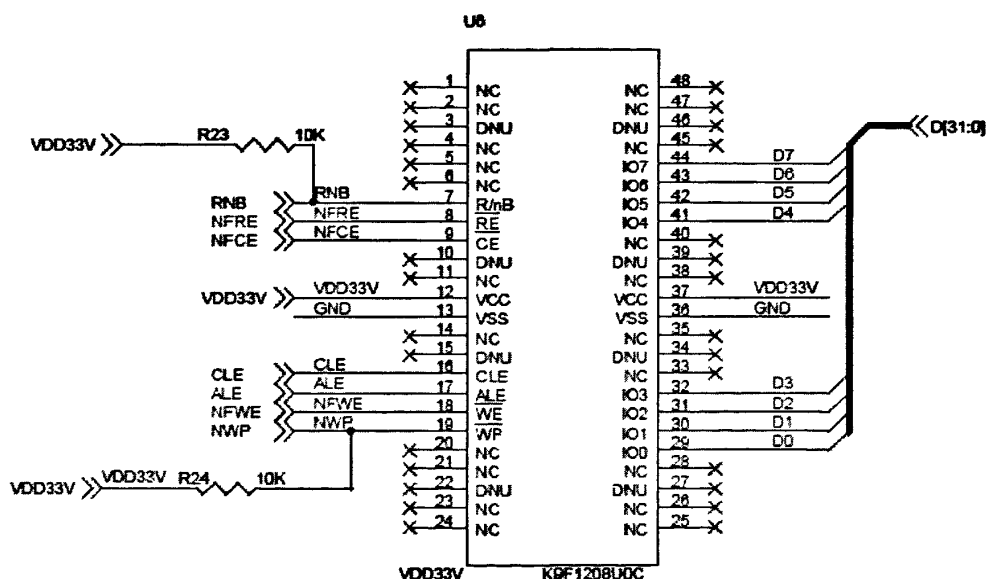 U6
1 NC NC 48
2 NC NC 47
3 DNU DNU 46
4 NC NC 45
5 NC IO7 44 D7
6 NC IO6 43 D6
VDD33V R23 10K
D[31:0]
RNB RNB 7 R/nB IO5 42 D5
NFRE NFRE 8 RE IO4 41 D4
NFCE NFCE 9 CE NC 40
10 DNU DNU 39
11 NC NC 38
VDD33V VDD33V 12 VCC VCC 37 VDD33V
GND 13 VSS VSS 36 GND
14 NC NC 35
15 DNU DNU 34
CLE CLE 16 CLE NC 33
ALE ALE 17 ALE IO3 32 D3
NFWE NFWE 18 WE IO2 31 D2
NWP NWP 19 WP IO1 30 D1
20 NC IO0 29 D0
21 NC NC 28
VDD33V VDD33V R24 10K 22 DNU DNU 27
23 NC NC 26
24 NC NC 25
VDD33V K9F1208U0C